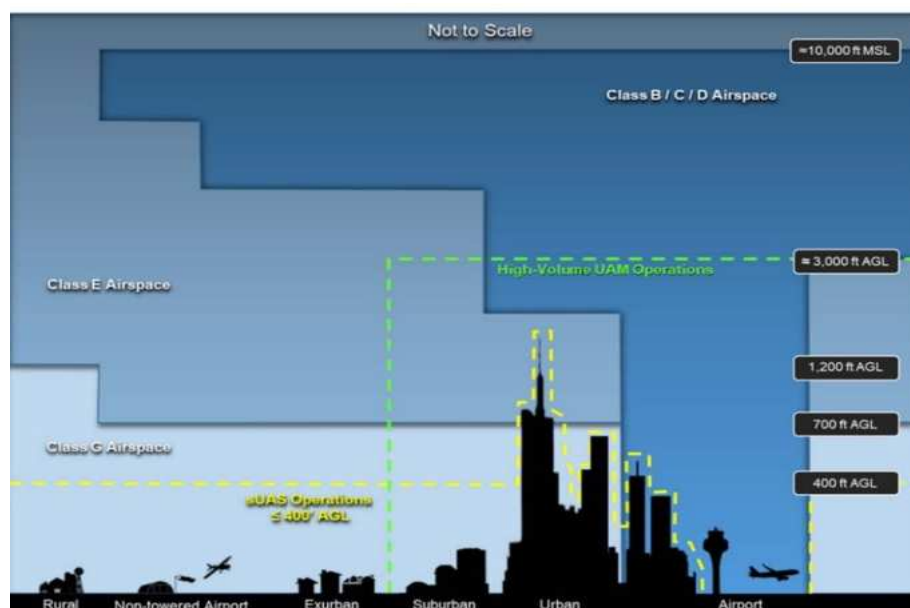 Not to Scale
≈10,000 ft MSL
Class B / C / D Airspace
≈ 3,000 ft AGL
High-Volume UAM Operations
Class E Airspace
1,200 ft AGL
700 ft AGL
Class G Airspace
400 ft AGL
sUAS Operations
≤ 400' AGL
Rural Non-towered Airport Exurban Suburban Urban Airport